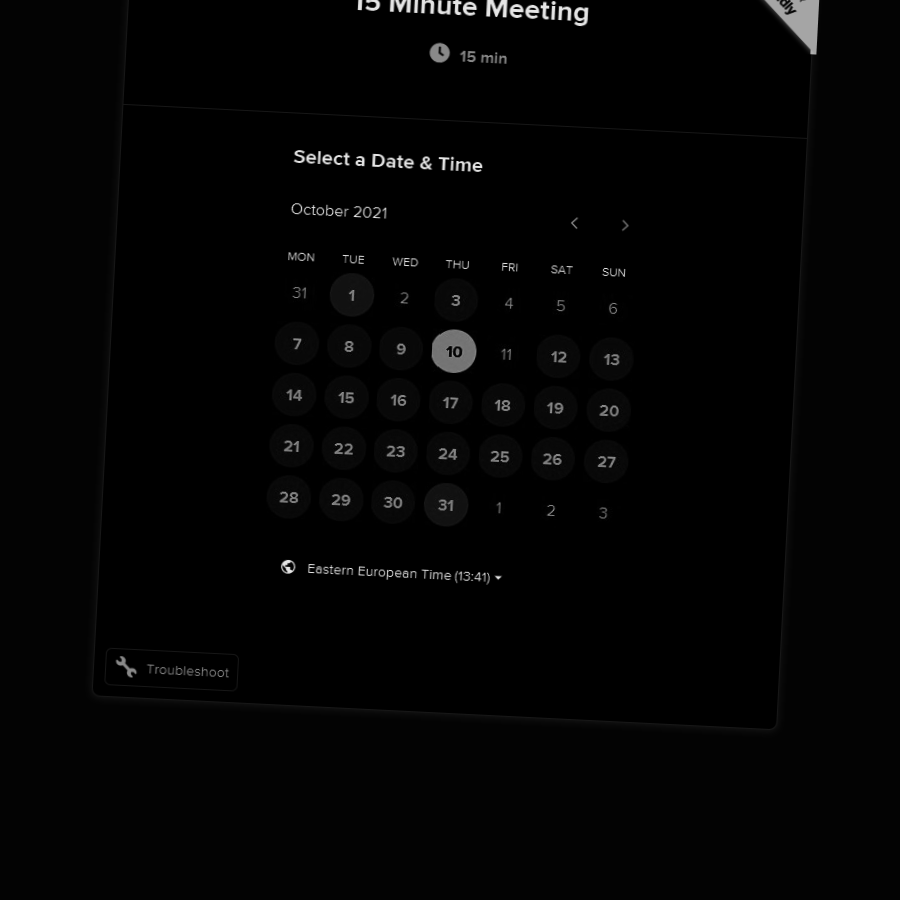 15 Minute Meeting
15 min
Select a Date & Time
October 2021
MON TUE WED THU FRI SAT SUN
31 1 2 3 4 5 6
7 8 9 10 11 12 13
14 15 16 17 18 19 20
21 22 23 24 25 26 27
28 29 30 31 1 2 3
Eastern European Time (13:41)
Troubleshoot